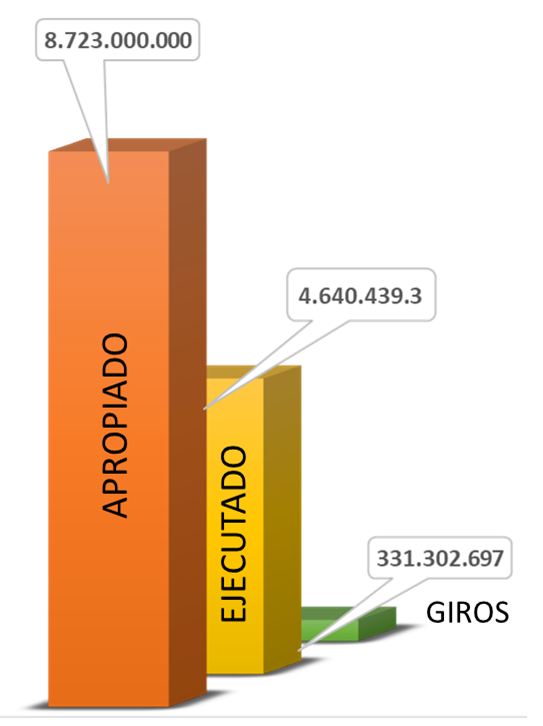 8.723.000.000
4.640.439.3
331.302.697
APROPIADO
EJECUTADO
GIROS